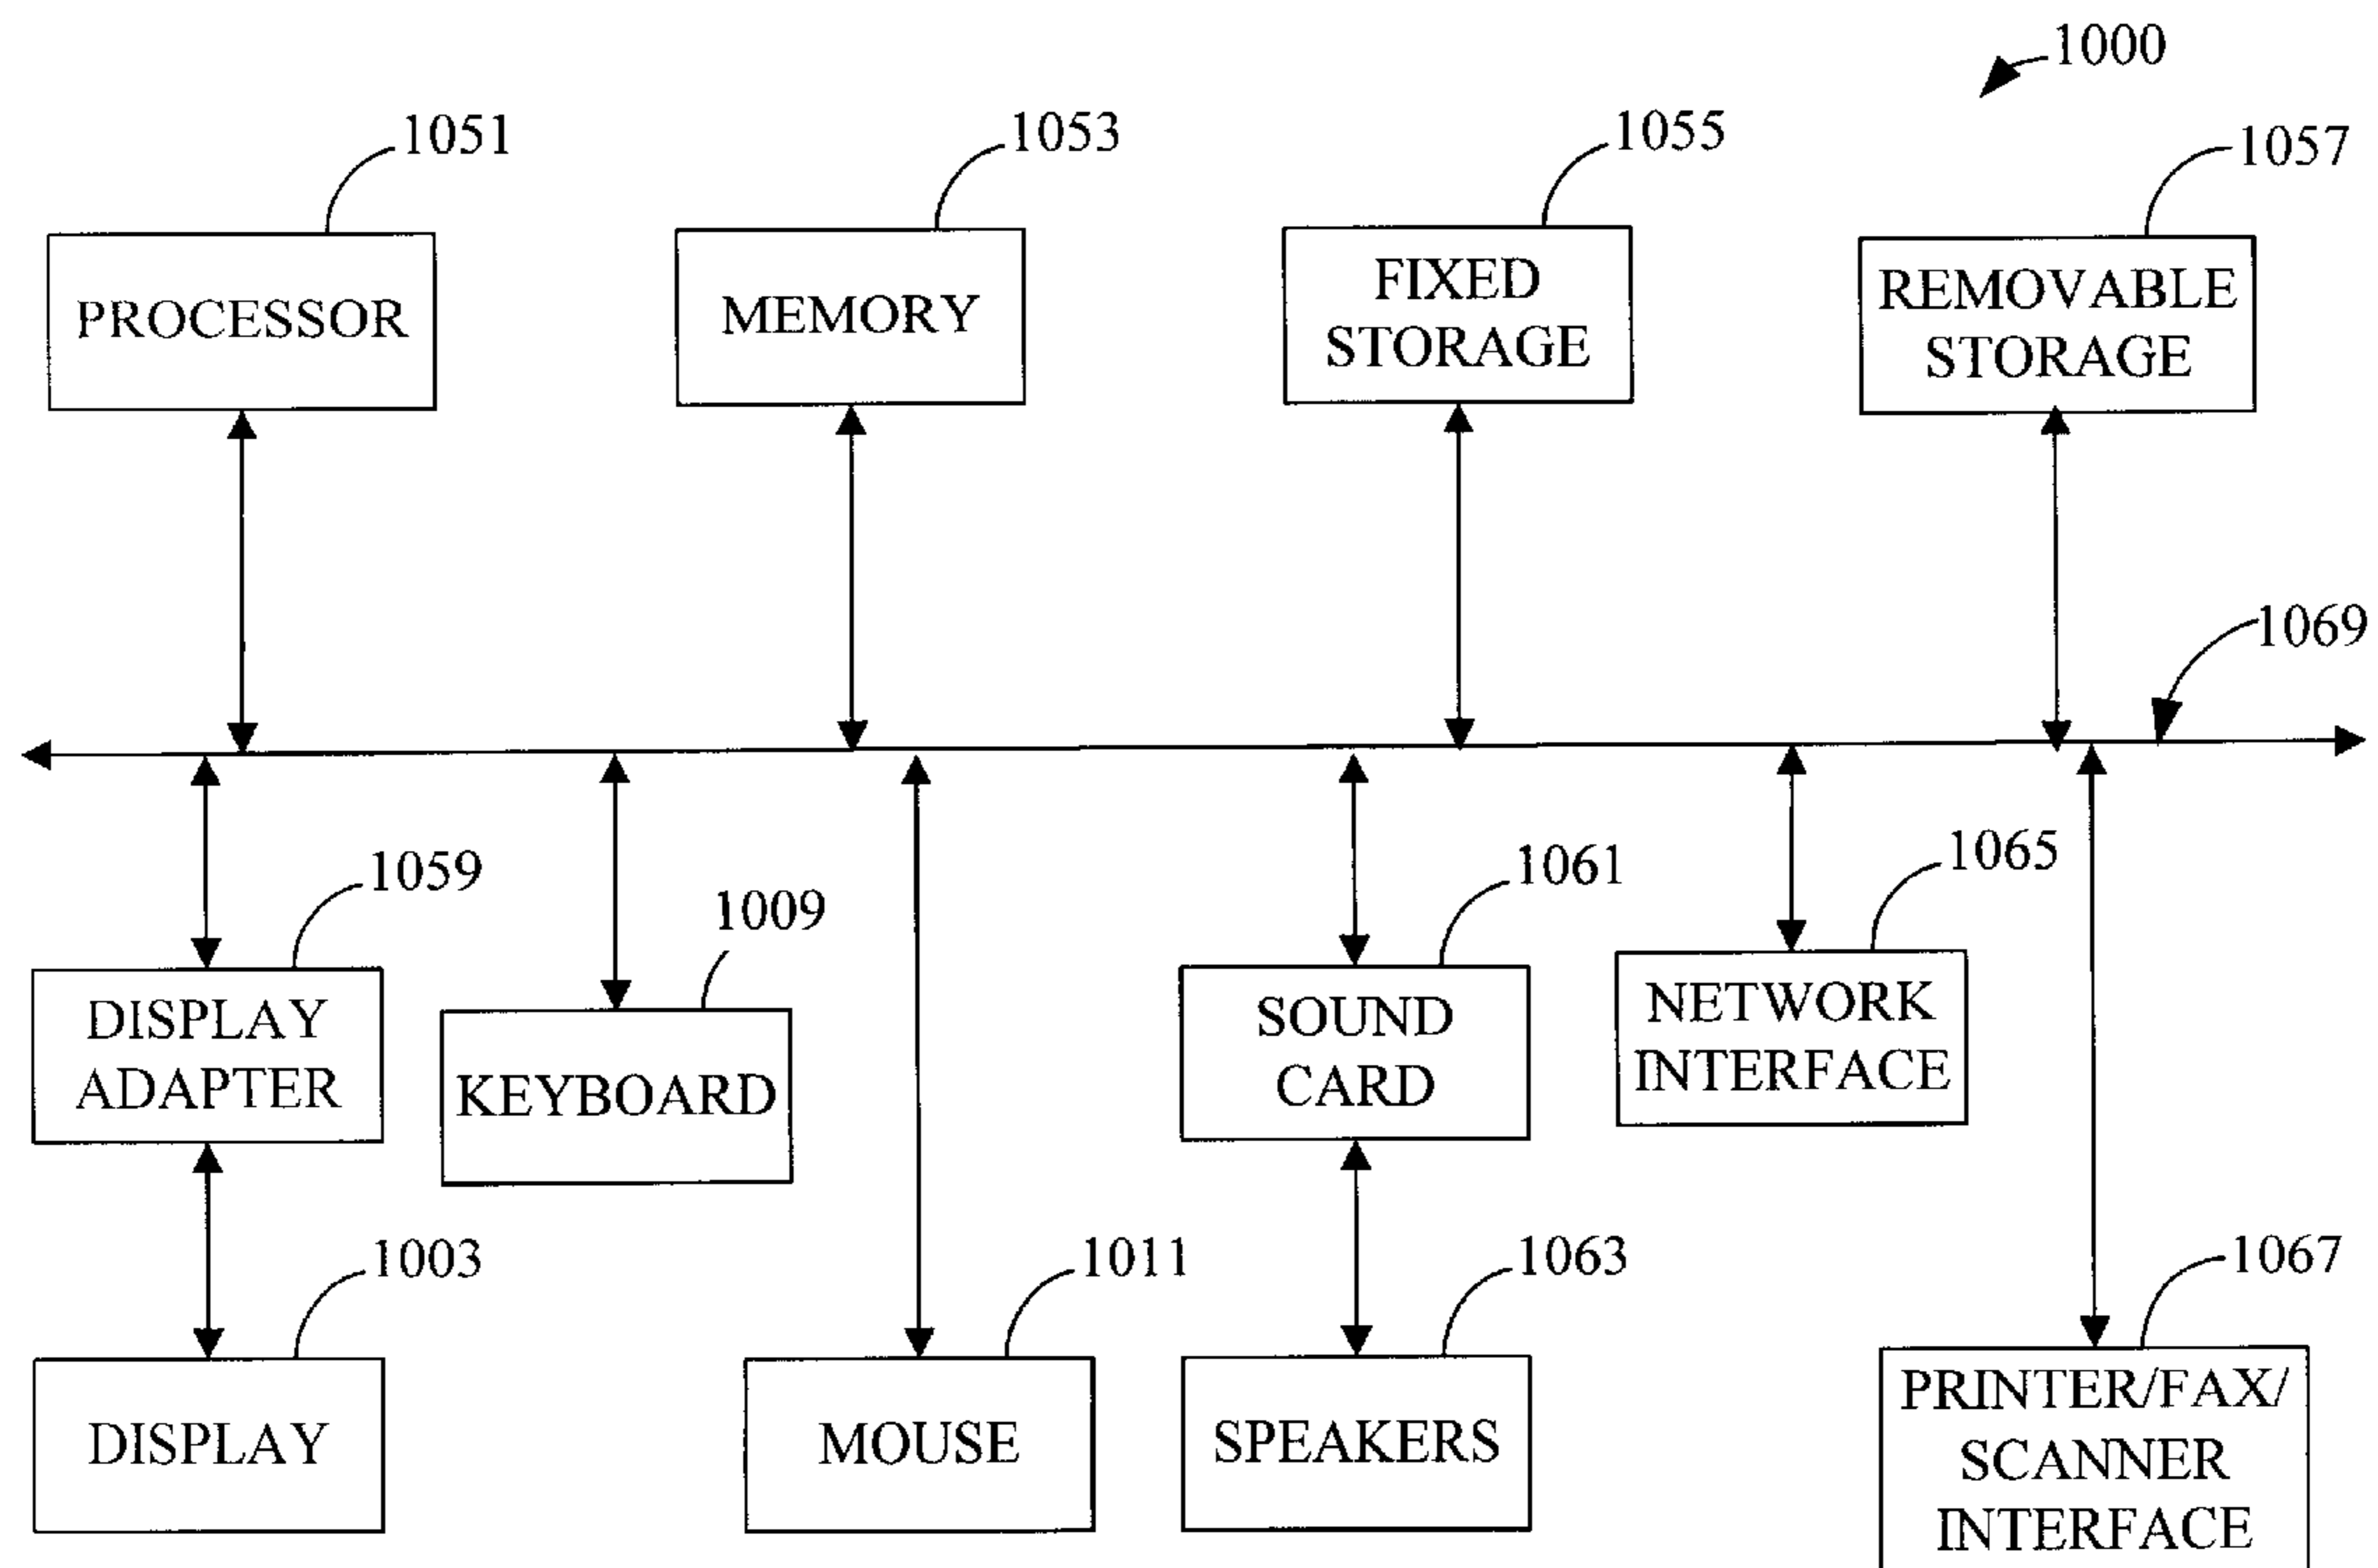 1000
1051
1053
1055
1057
PROCESSOR
MEMORY
FIXED
STORAGE
REMOVABLE
STORAGE
1069
1059
1009
1061
1065
DISPLAY
ADAPTER
KEYBOARD
SOUND
CARD
NETWORK
INTERFACE
1003
1011
1063
1067
DISPLAY
MOUSE
SPEAKERS
PRINTER/FAX/
SCANNER
INTERFACE